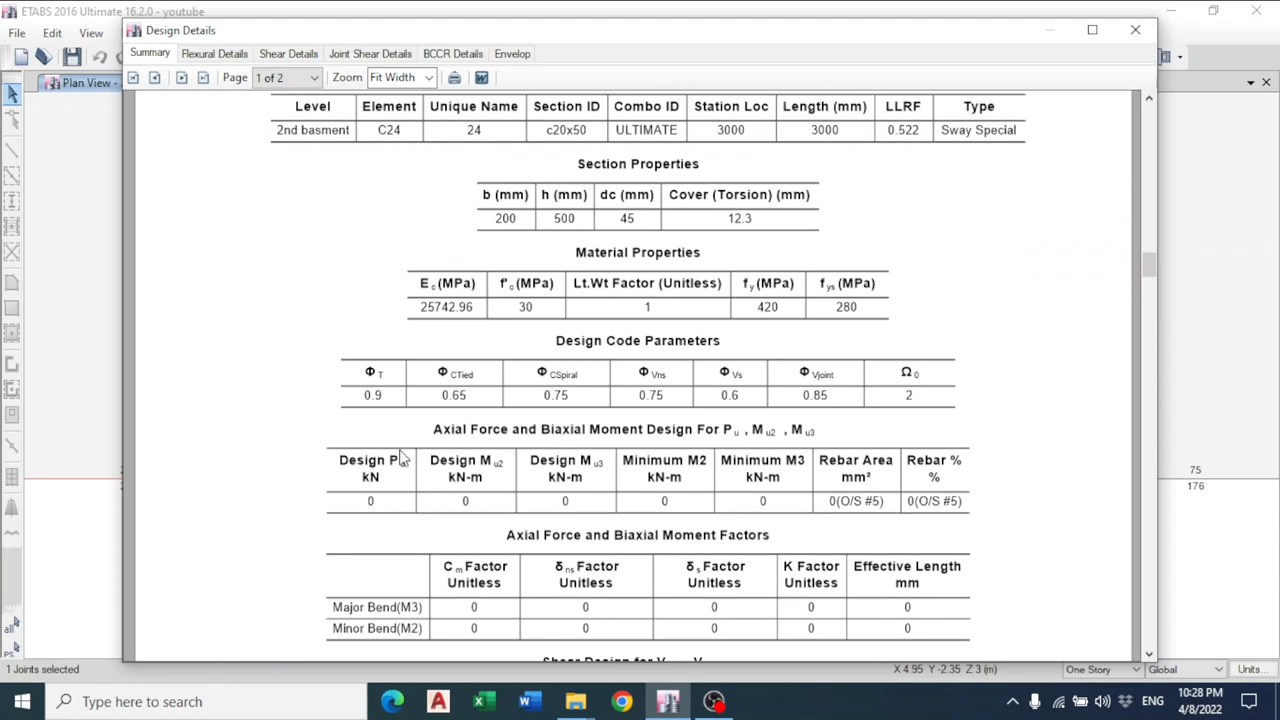 ETABS 2016 Ultimate 16.2.0 - youtube
File Edit View
Design Details
Summary Flexural Details Shear Details Joint Shear Details BCCR Details Envelop
Page 1 of 2 Zoom Fit Width
Plan View -
Level Element Unique Name Section ID Combo ID Station Loc Length (mm) LLRF Type
2nd basment C24 24 c20x50 ULTIMATE 3000 3000 0.522 Sway Special
Section Properties
b (mm) h (mm) dc (mm) Cover (Torsion) (mm)
200 500 45 12.3
Material Properties
E c (MPa) f' c (MPa) Lt.Wt Factor (Unitless) f y (MPa) f ys (MPa)
25742.96 30 1 420 280
Design Code Parameters
Φ T Φ CTied Φ CSpiral Φ Vns Φ Vs Φ Vjoint Ω 0
0.9 0.65 0.75 0.75 0.6 0.85 2
Axial Force and Biaxial Moment Design For P u , M u2 , M u3
Design P u Design M u2 Design M u3 Minimum M2 Minimum M3 Rebar Area Rebar %
kN kN-m kN-m kN-m kN-m mm² %
0 0 0 0 0 0(O/S #5) 0(O/S #5)
Axial Force and Biaxial Moment Factors
C m Factor δ ns Factor δ s Factor K Factor Effective Length
Unitless Unitless Unitless Unitless mm
Major Bend(M3) 0 0 0 0 0
Minor Bend(M2) 0 0 0 0 0
75
176
all
PS
1 Joints selected X 4.95 Y -2.35 Z 3 (m) One Story Global Units...
Type here to search
ENG
10:28 PM
4/8/2022